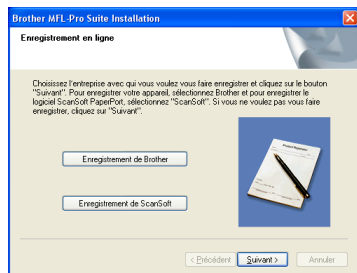 Brother MFL-Pro Suite Installation
Enregistrement en ligne
Choisissez l'entreprise avec qui vous voulez vous faire enregistrer et cliquez sur le bouton
"Suivant". Pour enregistrer votre appareil, sélectionnez Brother et pour enregistrer le
logiciel ScanSoft PaperPort, sélectionnez "ScanSoft". Si vous ne voulez pas vous faire
enregistrer, cliquez sur "Suivant".
Enregistrement de Brother
Enregistrement de ScanSoft
< Précédent
Suivant >
Annuler